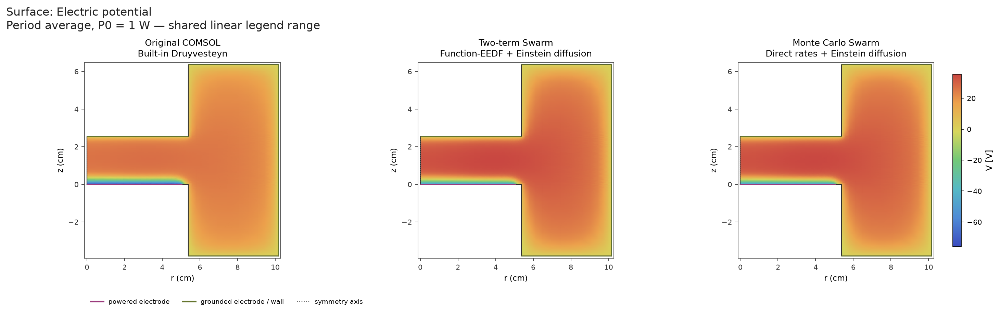 Surface: Electric potential
Period average, P0 = 1 W — shared linear legend range
Original COMSOL
Built-in Druyvesteyn
6
4
2
0
−2
z (cm)
0 2 4 6 8 10
r (cm)
Two-term Swarm
Function-EEDF + Einstein diffusion
6
4
2
0
−2
z (cm)
0 2 4 6 8 10
r (cm)
Monte Carlo Swarm
Direct rates + Einstein diffusion
6
4
2
0
−2
z (cm)
0 2 4 6 8 10
r (cm)
20
0
−20
−40
−60
V [V]
powered electrode grounded electrode / wall symmetry axis